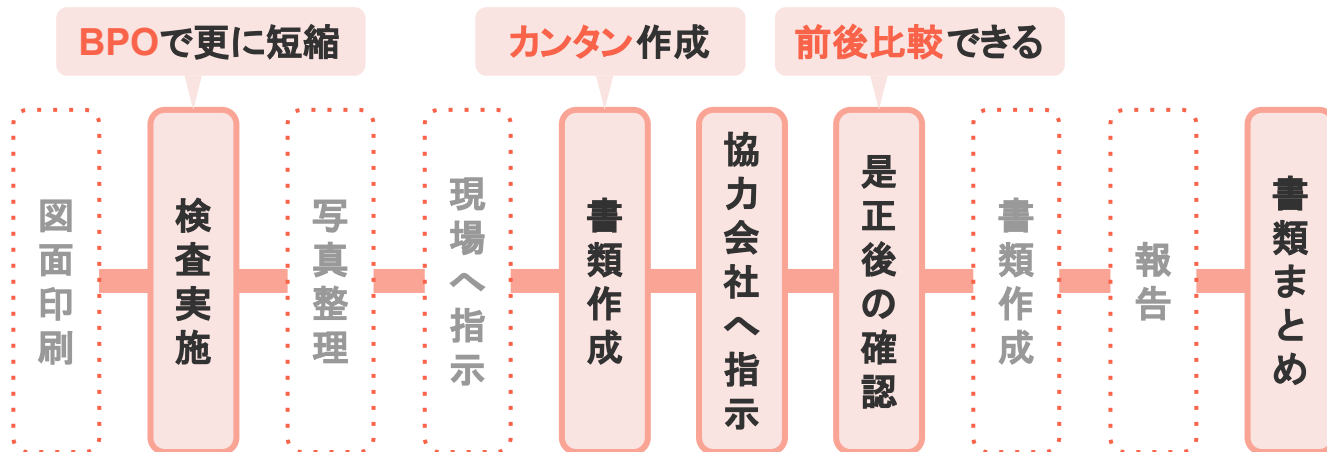 BPOで更に短縮
カンタン作成
前後比較できる
図面印刷
検査実施
写真整理
現場へ指示
書類作成
協力会社へ指示
是正後の確認
書類作成
報告
書類まとめ